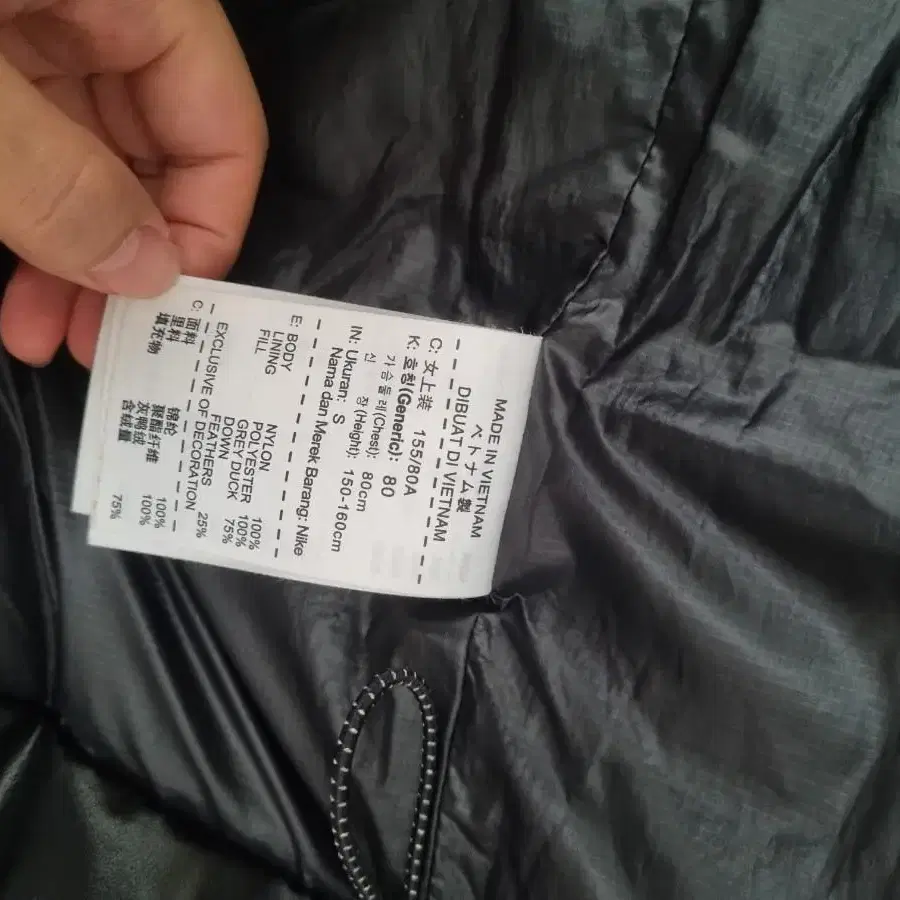 MADE IN VIETNAM
ベトナム製
DIBUAT DI VIETNAM
C: 女上装 155/80A
K: 호칭(Generic): 80
가슴둘레(Chest): 80cm
신 장(Height): 150-160cm
IN: Ukuran: S
Nama dan Merek Barang: Nike
E: BODY NYLON 100%
LINING POLYESTER 100%
FILL GREY DUCK 75%
DOWN
FEATHERS 25%
EXCLUSIVE OF DECORATION
C: 面料 锦纶 100%
里料 聚酯纤维 100%
填充物 灰鸭绒
含绒量 75%